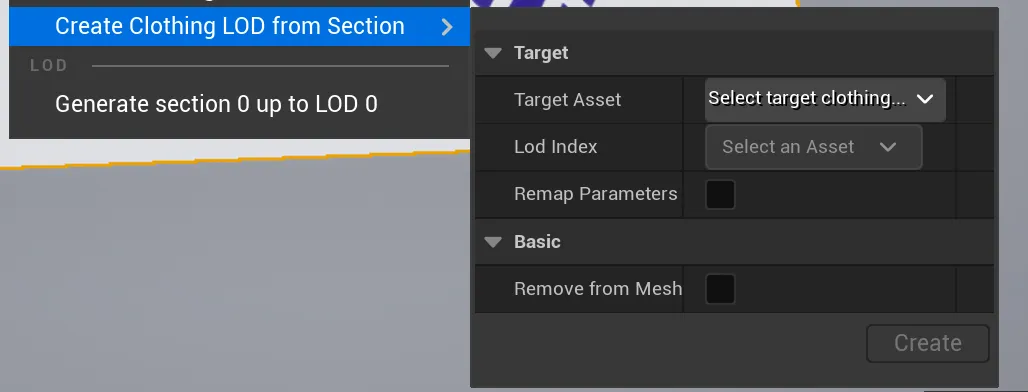 Create Clothing LOD from Section
LOD
Generate section 0 up to LOD 0
Target
Target Asset
Select target clothing...
Lod Index
Select an Asset
Remap Parameters
Basic
Remove from Mesh
Create